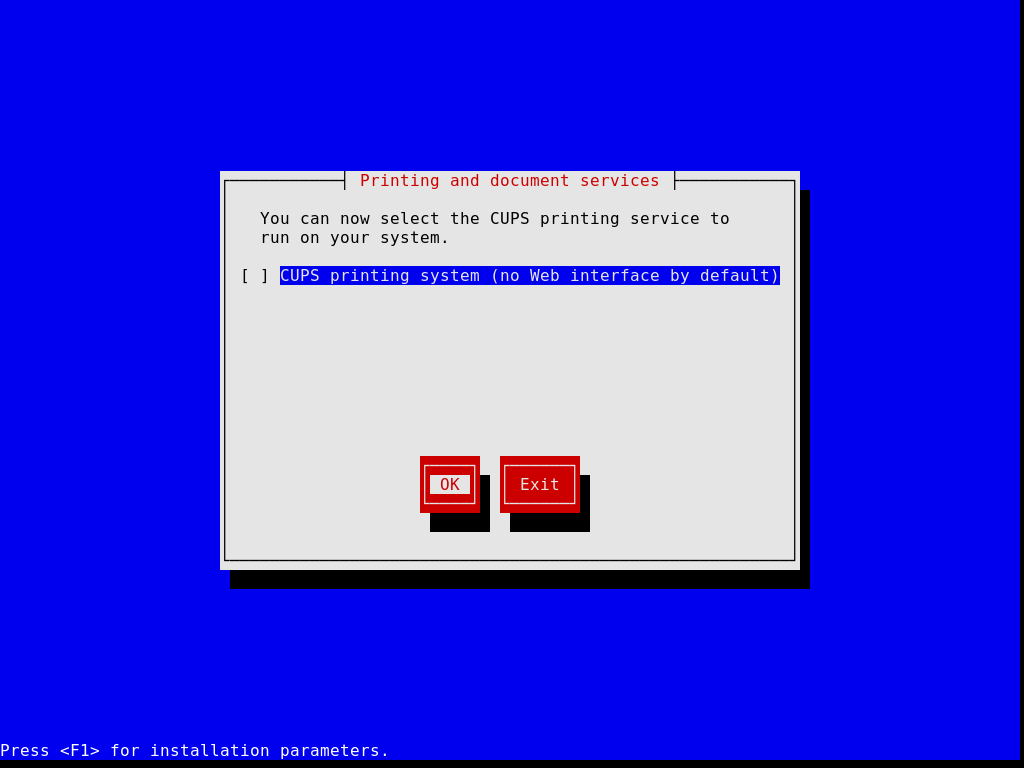 Printing and document services
You can now select the CUPS printing service to
run on your system.
[ ] CUPS printing system (no Web interface by default)
OK Exit
Press <F1> for installation parameters.